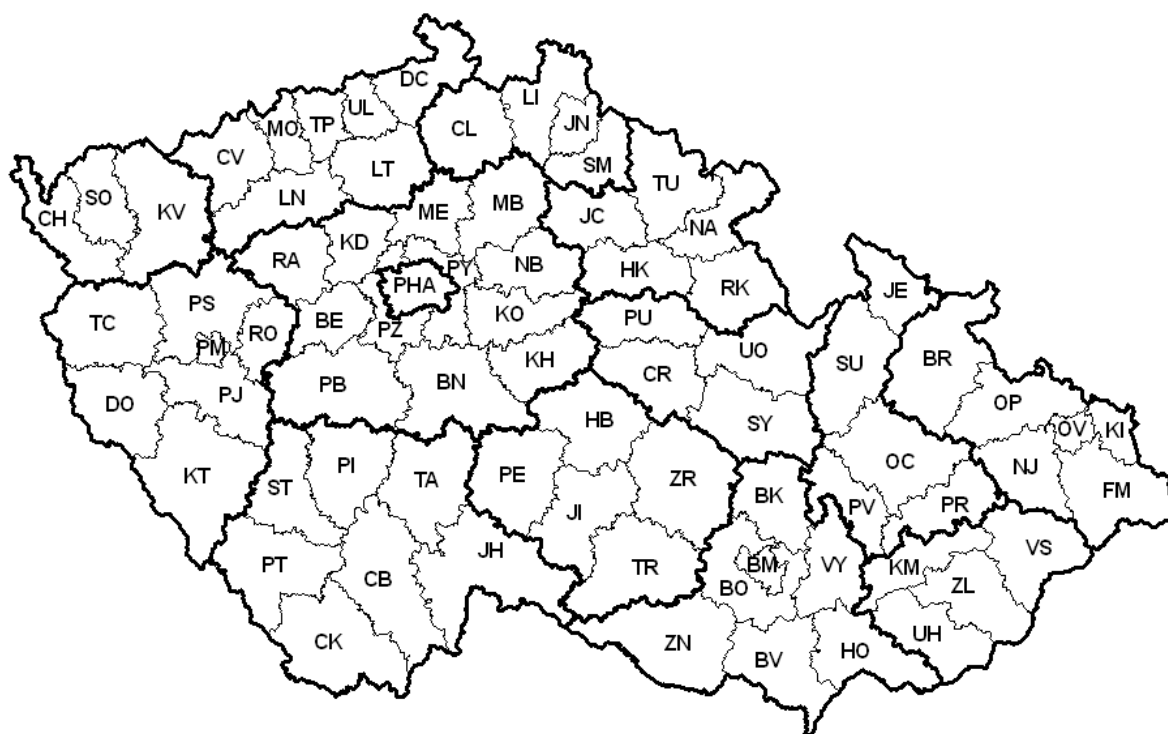 DC
LI
UL
MO
TP
CL
JN
CV
LT
SM
TU
SO
LN
MB
CH
KV
ME
JC
NA
KD
RA
PY
NB
HK
PHA
RK
JE
PS
TC
RO
BE
PZ
KO
PU
PM
UO
BR
SU
KH
CR
PB
BN
PJ
DO
OP
HB
SY
OV
KI
KT
PI
TA
PE
ZR
OC
NJ
ST
BK
FM
JI
PV
PR
JH
VS
PT
CB
TR
BM
VY
KM
BO
ZL
CK
ZN
BV
HO
UH